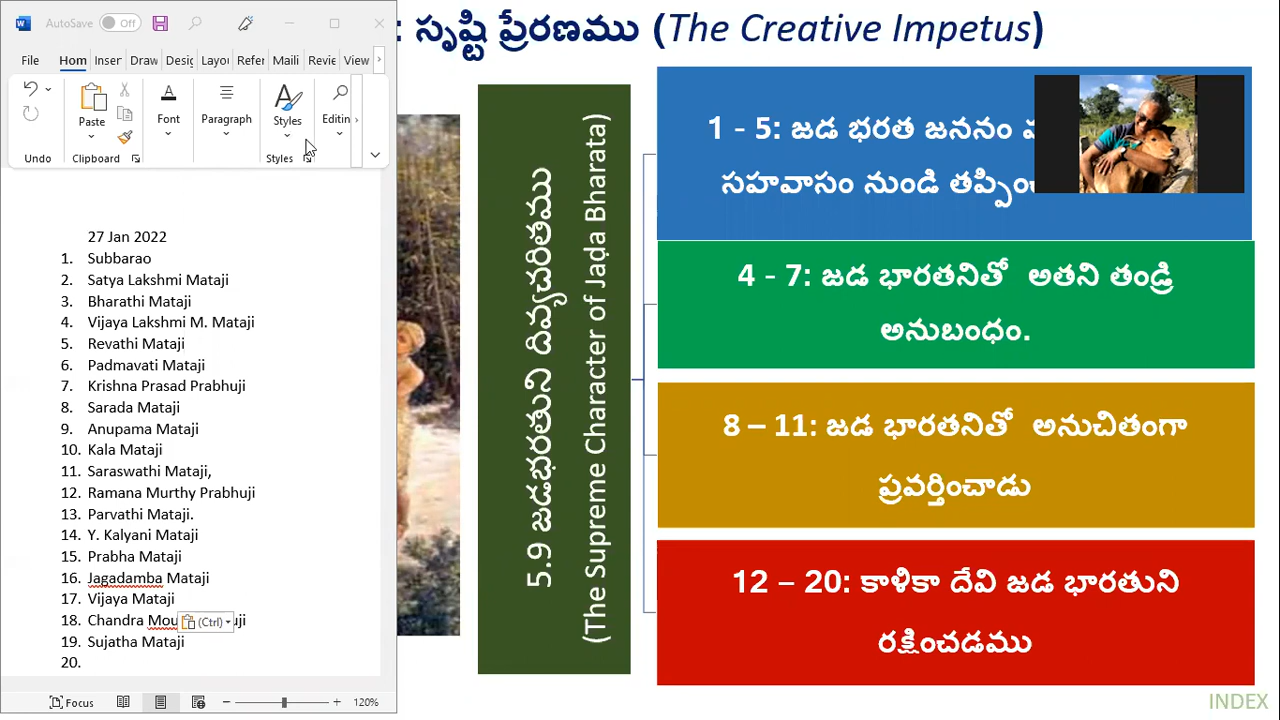 AutoSave Off
File Hom Inser Draw Desig Layou Refer Maili Revie View
Paste Font Paragraph Styles Editin
Undo Clipboard Styles
27 Jan 2022
1. Subbarao
2. Satya Lakshmi Mataji
3. Bharathi Mataji
4. Vijaya Lakshmi M. Mataji
5. Revathi Mataji
6. Padmavati Mataji
7. Krishna Prasad Prabhuji
8. Sarada Mataji
9. Anupama Mataji
10. Kala Mataji
11. Saraswathi Mataji,
12. Ramana Murthy Prabhuji
13. Parvathi Mataji.
14. Y. Kalyani Mataji
15. Prabha Mataji
16. Jagadamba Mataji
17. Vijaya Mataji
18. Chandra Mou (Ctrl) uji
19. Sujatha Mataji
20.
Focus 120%
: సృష్టి ప్రేరణము (The Creative Impetus)
5.9 జడభరతుని దివ్యచరితము
(The Supreme Character of Jaḍa Bharata)
1 - 5: జడ భరత జననం
సహవాసం నుండి
4 - 7: జడ భారతనితో అతని తండ్రి
అనుబంధం.
8 – 11: జడ భారతనితో అనుచితంగా
ప్రవర్తించాడు
12 – 20: కాళికా దేవి జడ భారతుని
రక్షించడము
INDEX